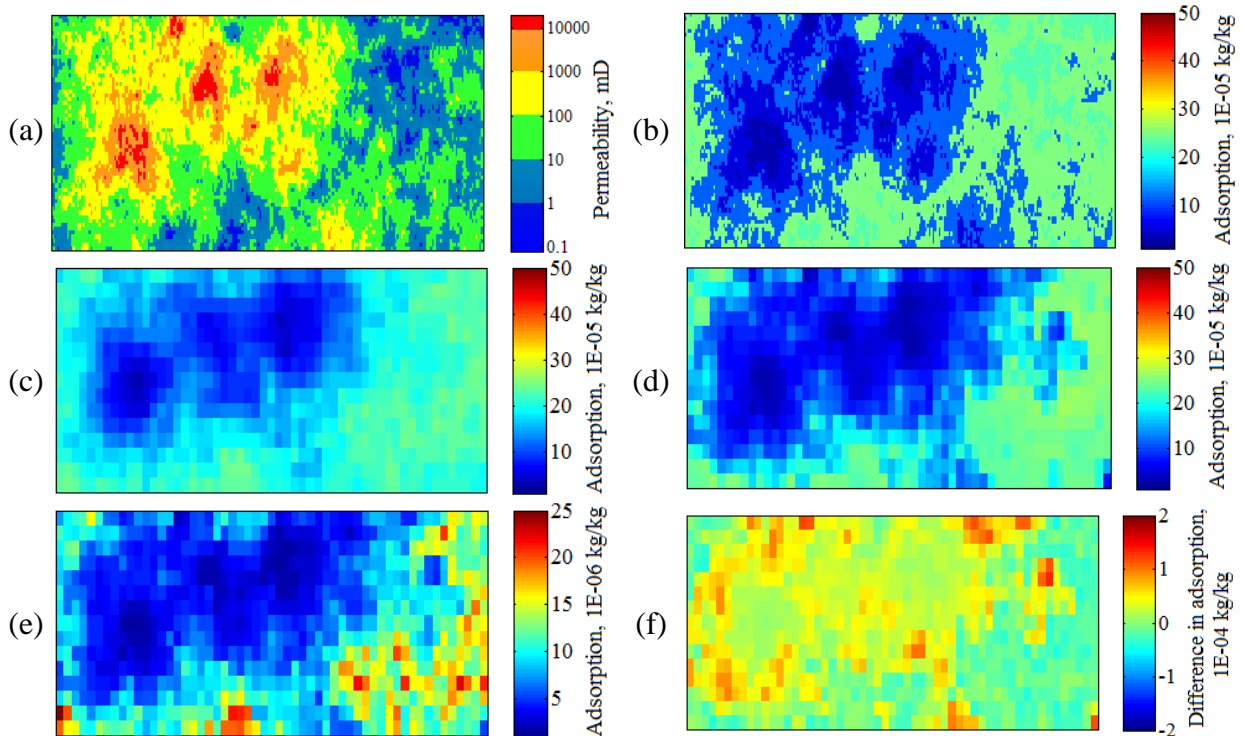 (a)
10000
1000
100
10
1
0.1
Permeability, mD
(b)
50
40
30
20
10
Adsorption, 1E-05 kg/kg
(c)
50
40
30
20
10
Adsorption, 1E-05 kg/kg
(d)
50
40
30
20
10
Adsorption, 1E-05 kg/kg
(e)
25
20
15
10
5
Adsorption, 1E-06 kg/kg
(f)
2
1
0
-1
-2
Difference in adsorption,
1E-04 kg/kg